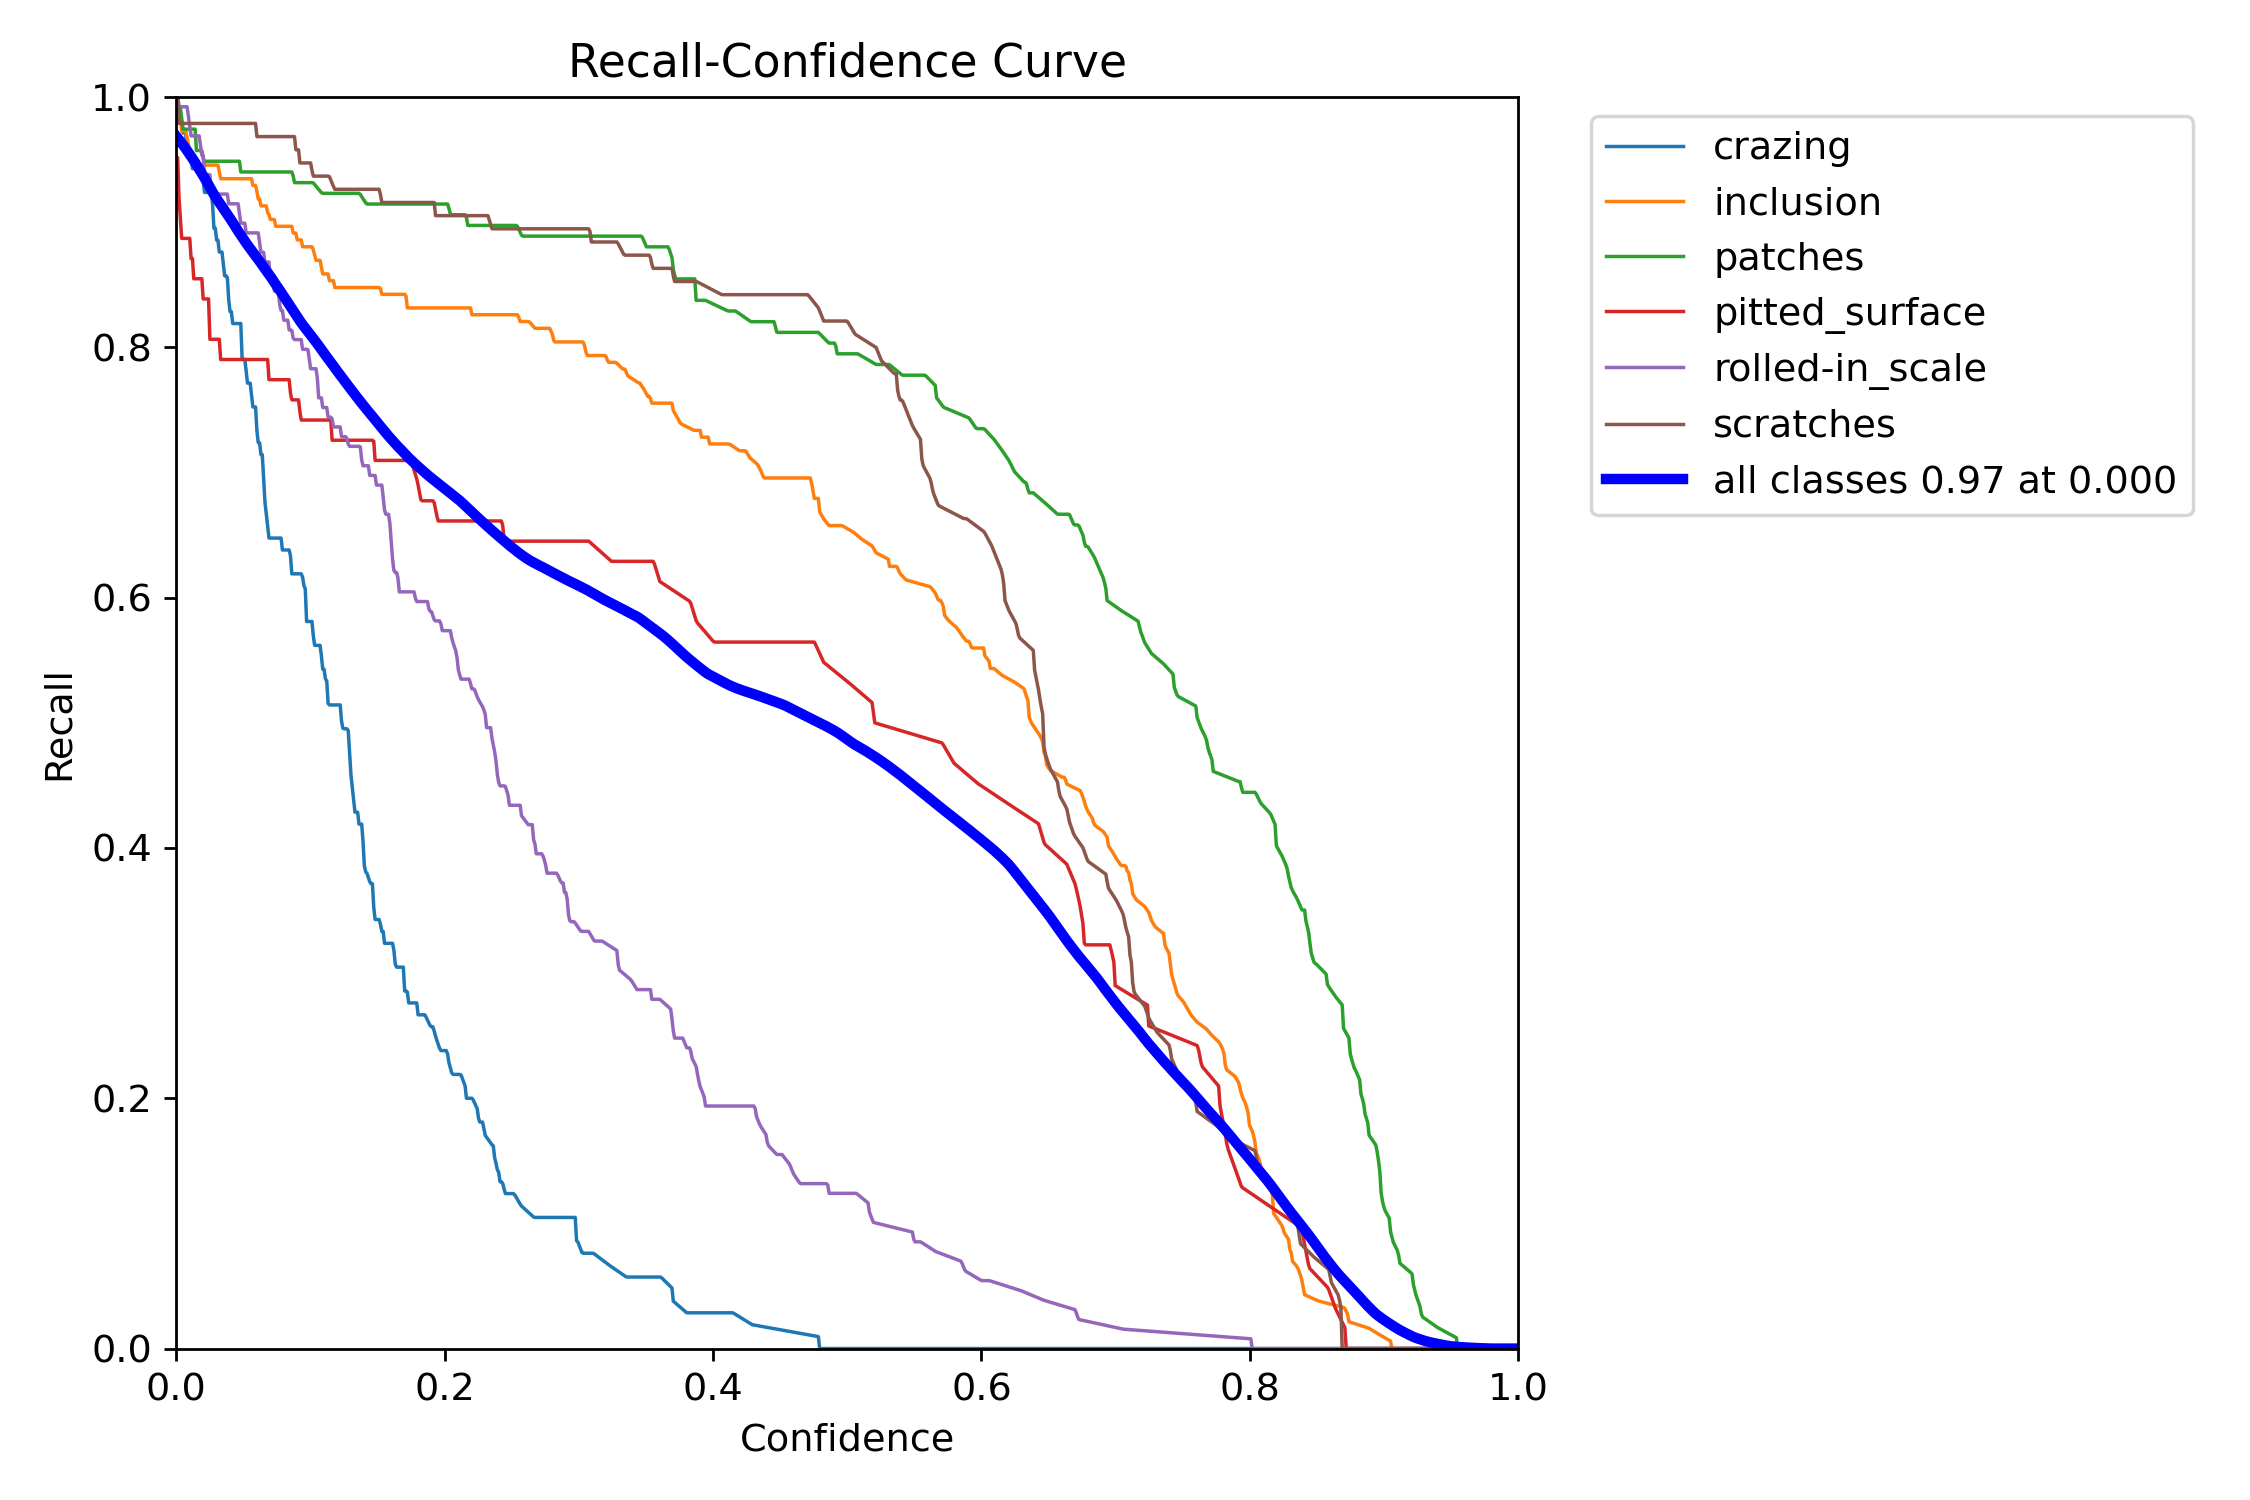 Recall-Confidence Curve
1.0
0.8
0.6
0.4
0.2
0.0
Recall
0.0 0.2 0.4 0.6 0.8 1.0
Confidence
crazing
inclusion
patches
pitted_surface
rolled-in_scale
scratches
all classes 0.97 at 0.000